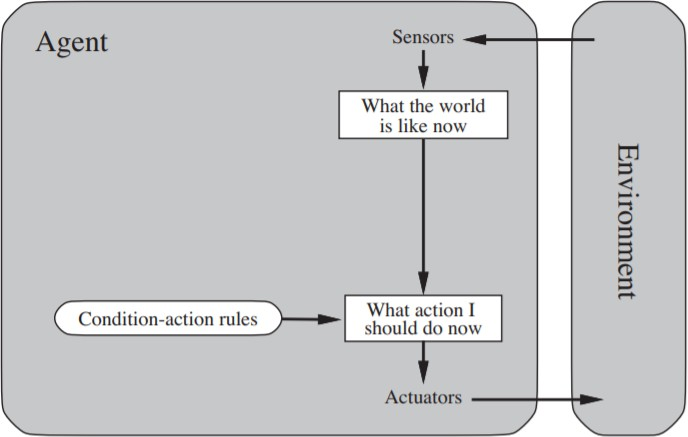 Agent
Sensors
What the world
is like now
Environment
Condition-action rules
What action I
should do now
Actuators